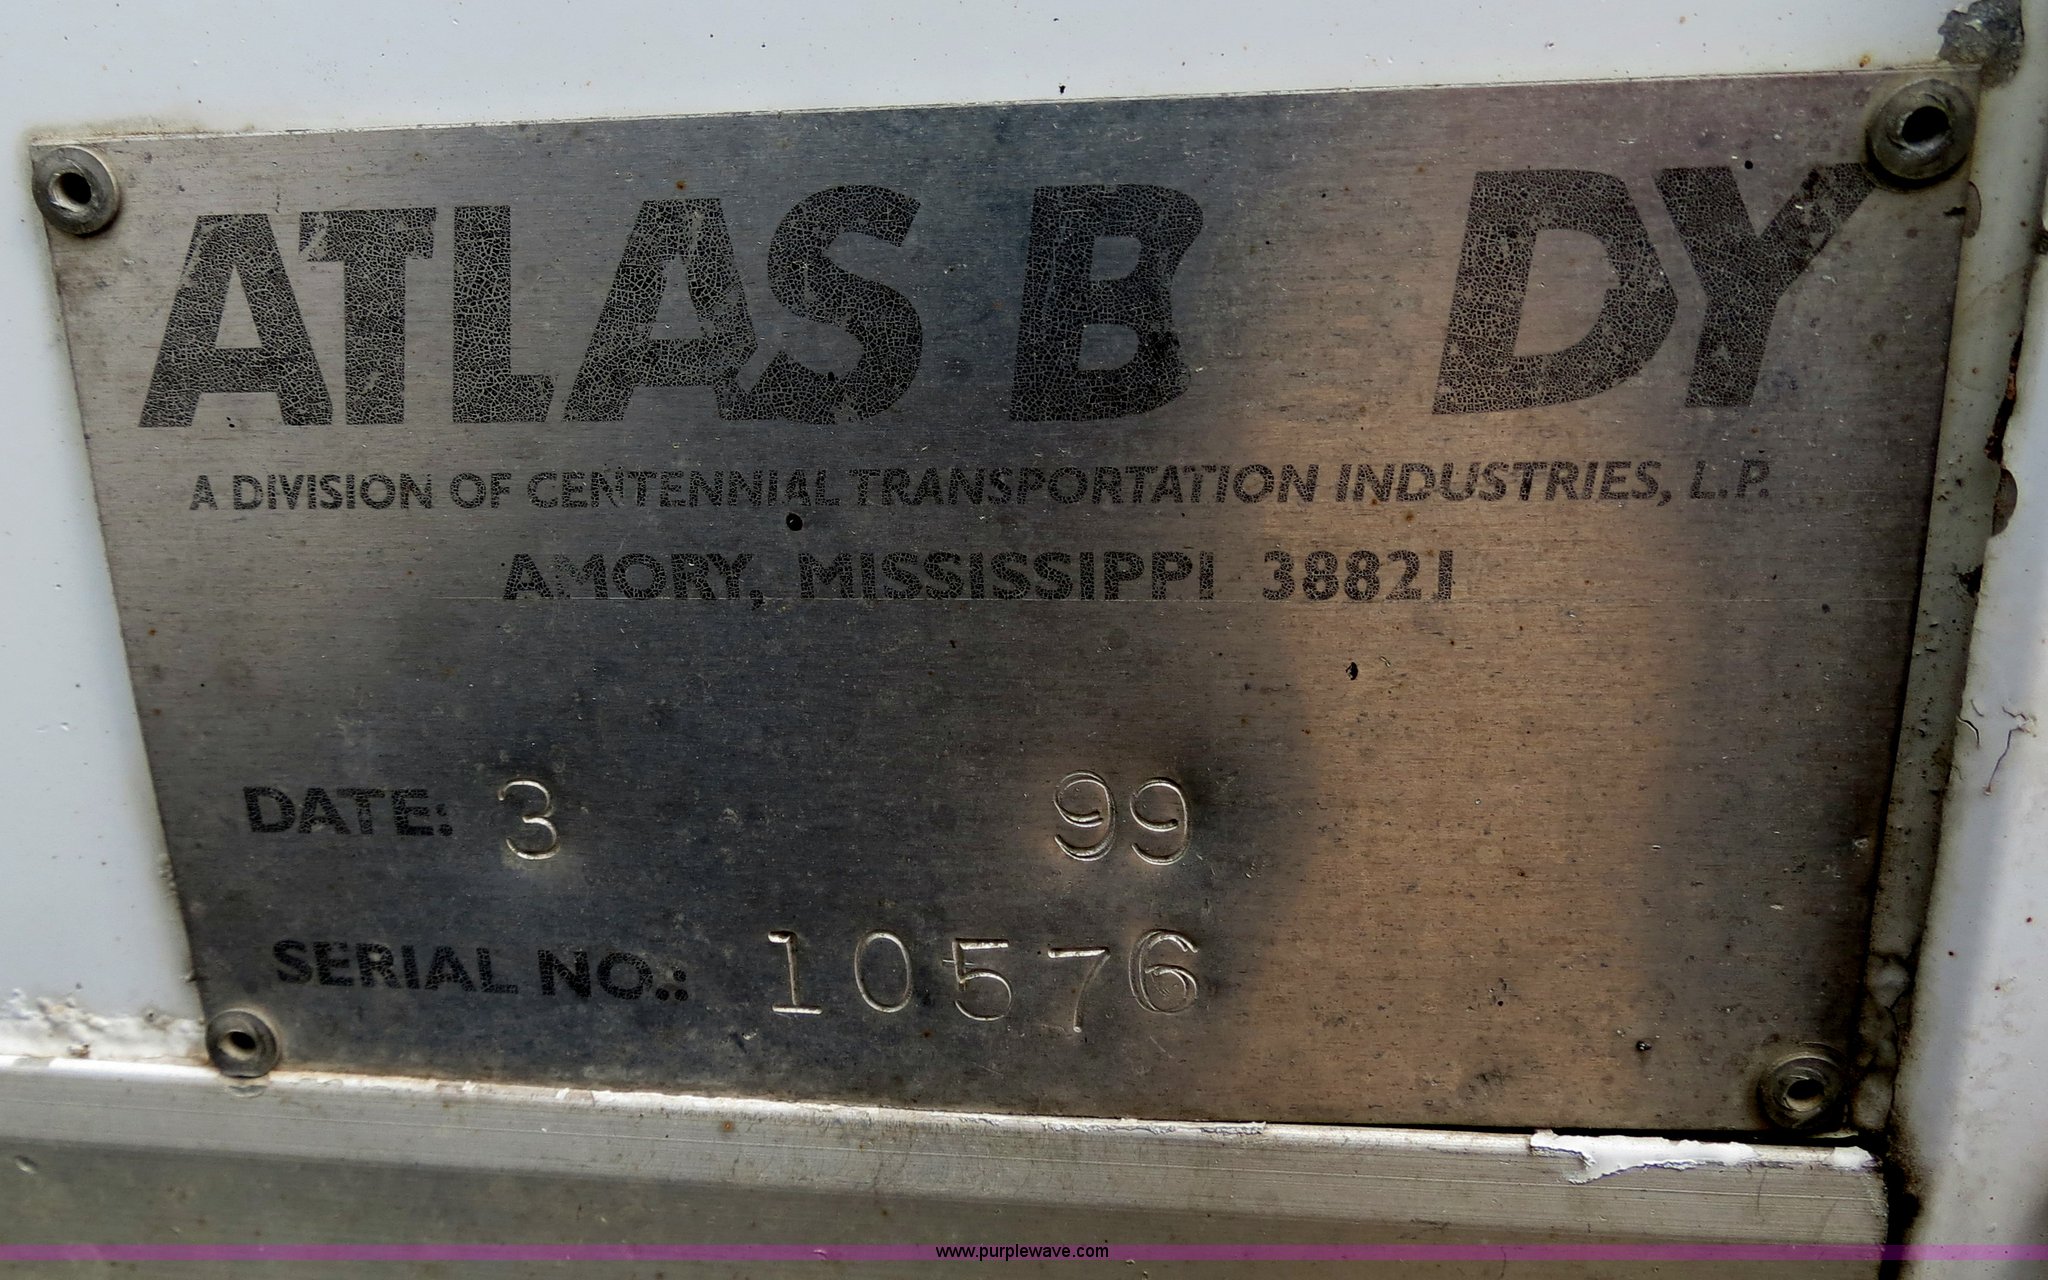 ATLAS B DY
A DIVISION OF CENTENNIAL TRANSPORTATION INDUSTRIES, L.P.
AMORY, MISSISSIPPI 38821
DATE: 3 99
SERIAL NO.: 10576
www.purplewave.com